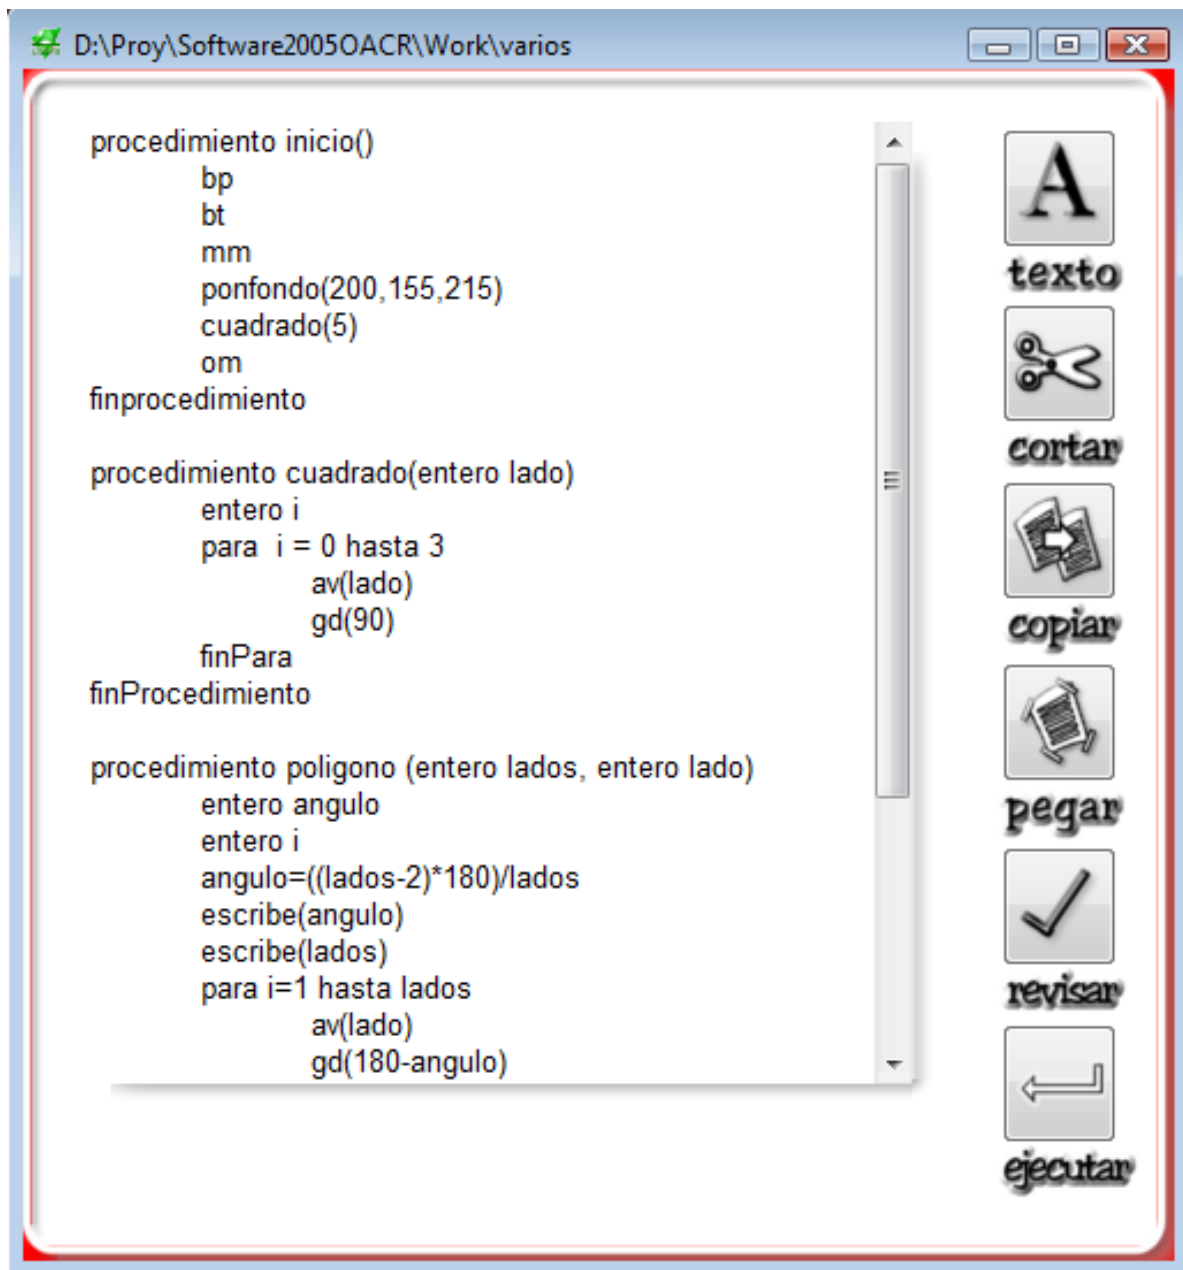 D:\Proy\Software2005OACR\Work\varios
procedimiento inicio()
bp
bt
mm
ponfondo(200,155,215)
cuadrado(5)
om
finprocedimiento
procedimiento cuadrado(entero lado)
entero i
para  i = 0 hasta 3
av(lado)
gd(90)
finPara
finProcedimiento
procedimiento poligono (entero lados, entero lado)
entero angulo
entero i
angulo=((lados-2)*180)/lados
escribe(angulo)
escribe(lados)
para i=1 hasta lados
av(lado)
gd(180-angulo)
A
texto
cortar
copiar
pegar
revisar
ejecutar